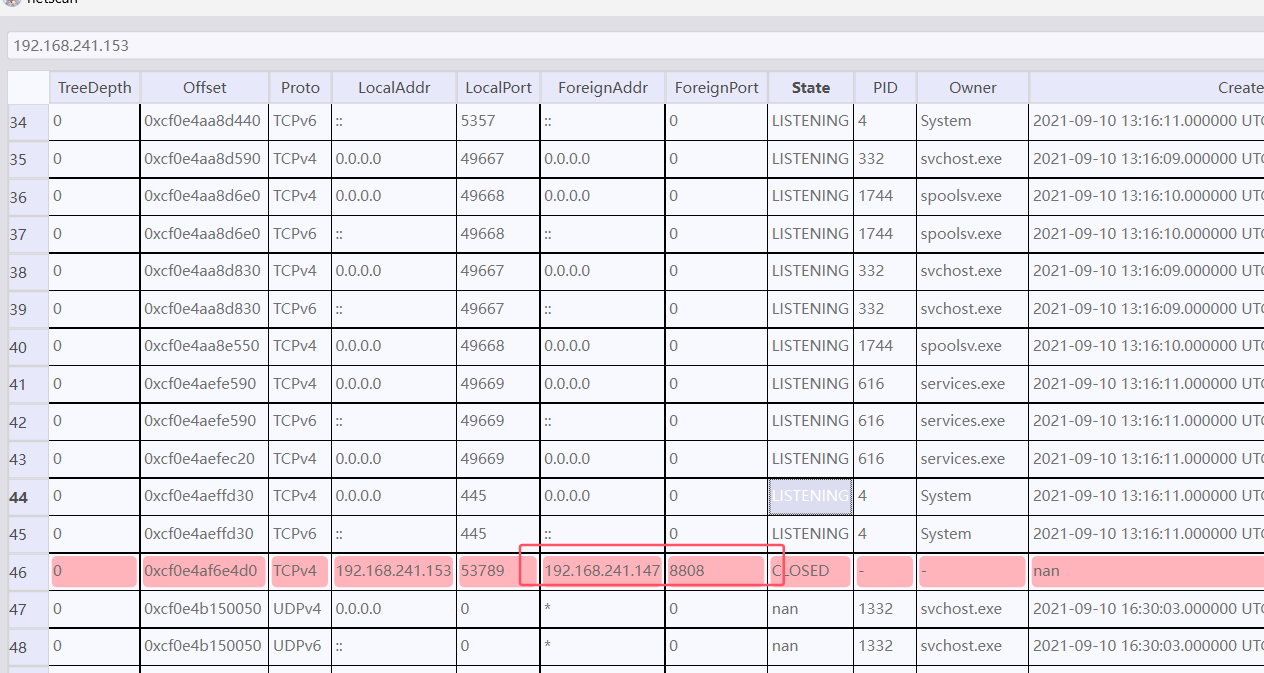 netscan
192.168.241.153
TreeDepth Offset Proto LocalAddr LocalPort ForeignAddr ForeignPort State PID Owner Create
34 0 0xcf0e4aa8d440 TCPv6 :: 5357 :: 0 LISTENING 4 System 2021-09-10 13:16:11.000000 UTC
35 0 0xcf0e4aa8d590 TCPv4 0.0.0.0 49667 0.0.0.0 0 LISTENING 332 svchost.exe 2021-09-10 13:16:09.000000 UTC
36 0 0xcf0e4aa8d6e0 TCPv4 0.0.0.0 49668 0.0.0.0 0 LISTENING 1744 spoolsv.exe 2021-09-10 13:16:10.000000 UTC
37 0 0xcf0e4aa8d6e0 TCPv6 :: 49668 :: 0 LISTENING 1744 spoolsv.exe 2021-09-10 13:16:10.000000 UTC
38 0 0xcf0e4aa8d830 TCPv4 0.0.0.0 49667 0.0.0.0 0 LISTENING 332 svchost.exe 2021-09-10 13:16:09.000000 UTC
39 0 0xcf0e4aa8d830 TCPv6 :: 49667 :: 0 LISTENING 332 svchost.exe 2021-09-10 13:16:09.000000 UTC
40 0 0xcf0e4aa8e550 TCPv4 0.0.0.0 49668 0.0.0.0 0 LISTENING 1744 spoolsv.exe 2021-09-10 13:16:10.000000 UTC
41 0 0xcf0e4aefe590 TCPv4 0.0.0.0 49669 0.0.0.0 0 LISTENING 616 services.exe 2021-09-10 13:16:11.000000 UTC
42 0 0xcf0e4aefe590 TCPv6 :: 49669 :: 0 LISTENING 616 services.exe 2021-09-10 13:16:11.000000 UTC
43 0 0xcf0e4aefec20 TCPv4 0.0.0.0 49669 0.0.0.0 0 LISTENING 616 services.exe 2021-09-10 13:16:11.000000 UTC
44 0 0xcf0e4aeffd30 TCPv4 0.0.0.0 445 0.0.0.0 0 LISTENING 4 System 2021-09-10 13:16:11.000000 UTC
45 0 0xcf0e4aeffd30 TCPv6 :: 445 :: 0 LISTENING 4 System 2021-09-10 13:16:11.000000 UTC
46 0 0xcf0e4af6e4d0 TCPv4 192.168.241.153 53789 192.168.241.147 8808 CLOSED - - nan
47 0 0xcf0e4b150050 UDPv4 0.0.0.0 0 * 0 nan 1332 svchost.exe 2021-09-10 16:30:03.000000 UTC
48 0 0xcf0e4b150050 UDPv6 :: 0 * 0 nan 1332 svchost.exe 2021-09-10 16:30:03.000000 UTC